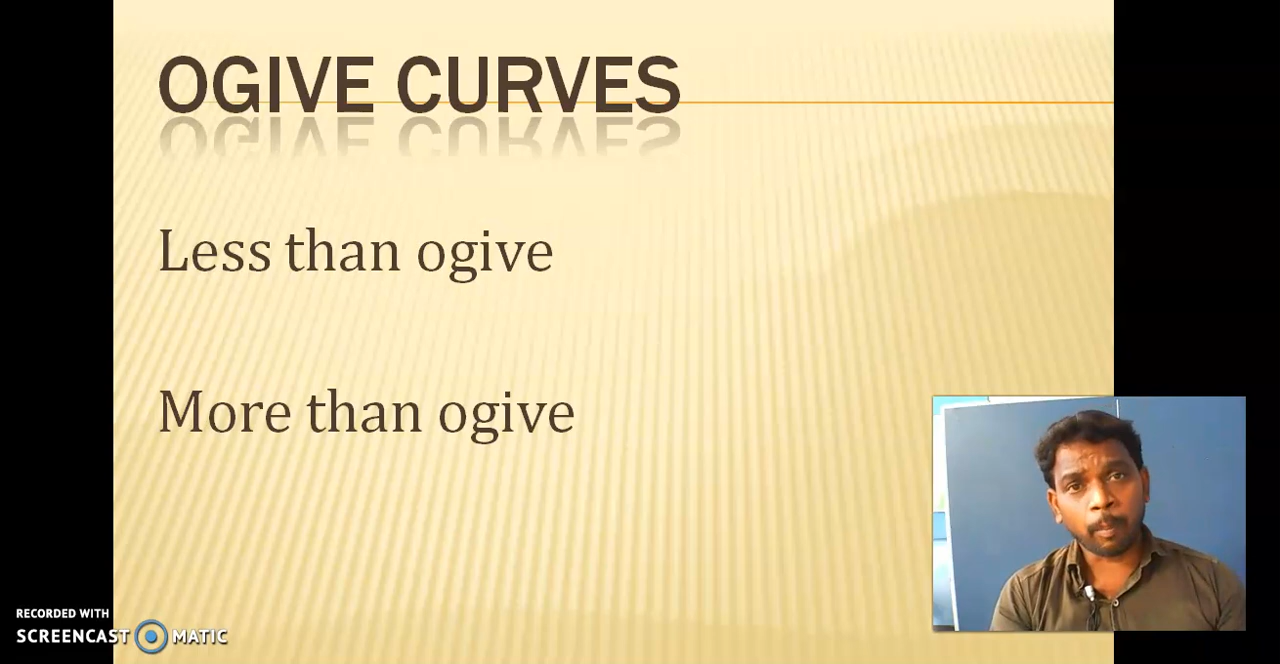 OGIVE CURVES
Less than ogive
More than ogive
RECORDED WITH
SCREENCAST MATIC